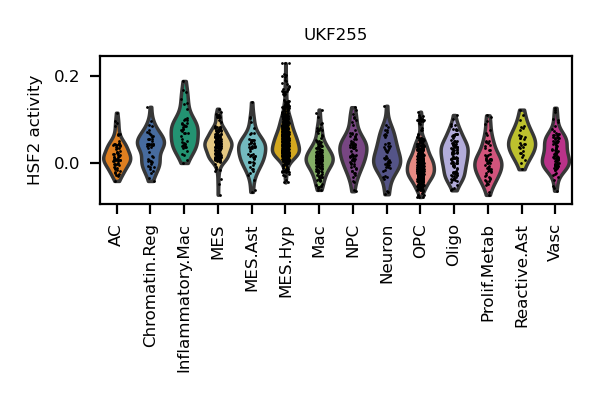 UKF255
HSF2 activity
0.2
0.0
AC
Chromatin.Reg
Inflammatory.Mac
MES
MES.Ast
MES.Hyp
Mac
NPC
Neuron
OPC
Oligo
Prolif.Metab
Reactive.Ast
Vasc